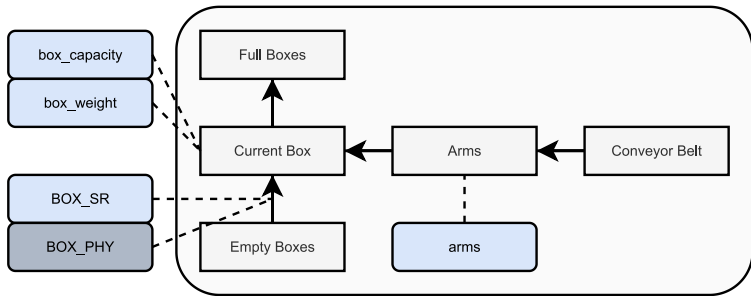 box_capacity
Full Boxes
box_weight
Current Box
Arms
Conveyor Belt
BOX_SR
BOX_PHY
Empty Boxes
arms